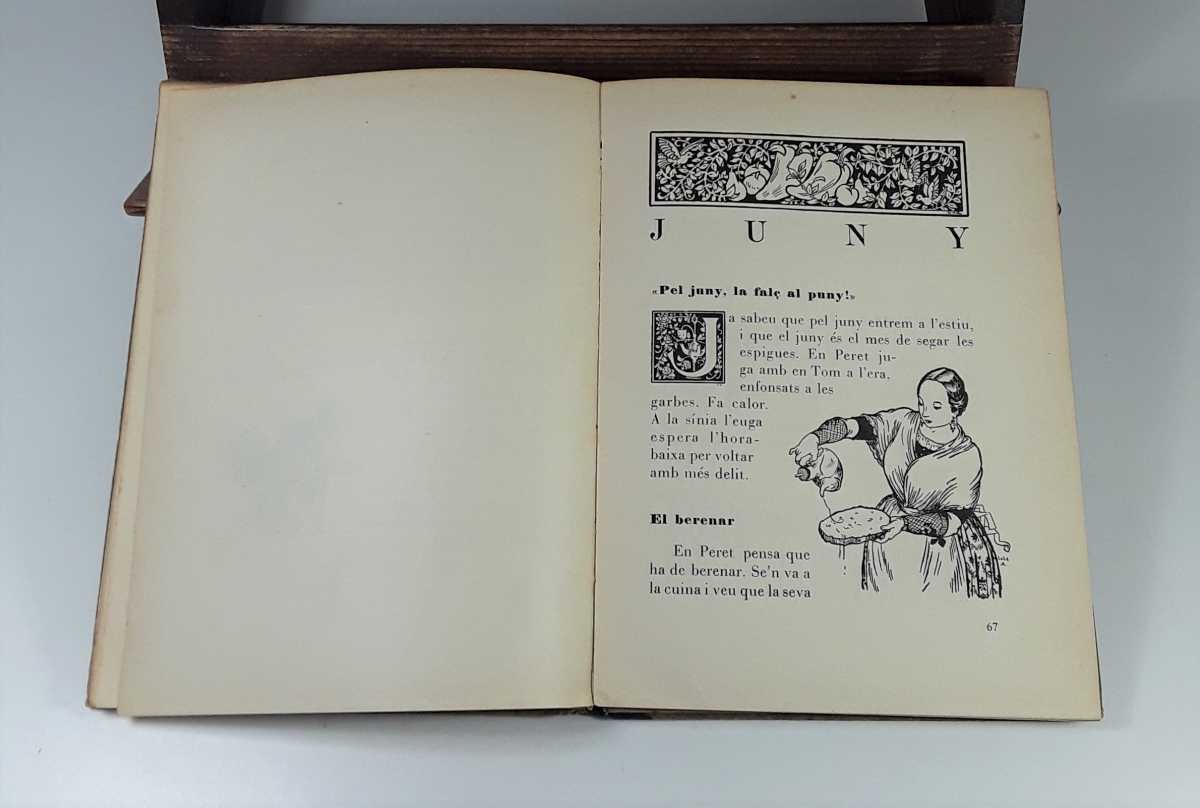 JUNY
«Pel juny, la falç al puny!»
Ja sabeu que pel juny entrem a l'estiu,
i que el juny és el mes de segar les
espigues. En Peret ju-
ga amb en Tom a l'era,
enfonsats a les
garbes. Fa calor.
A la sínia l'euga
espera l'hora-
baixa per voltar
amb més delit.
El berenar
En Peret pensa que
ha de berenar. Se'n va a
la cuina i veu que la seva
67